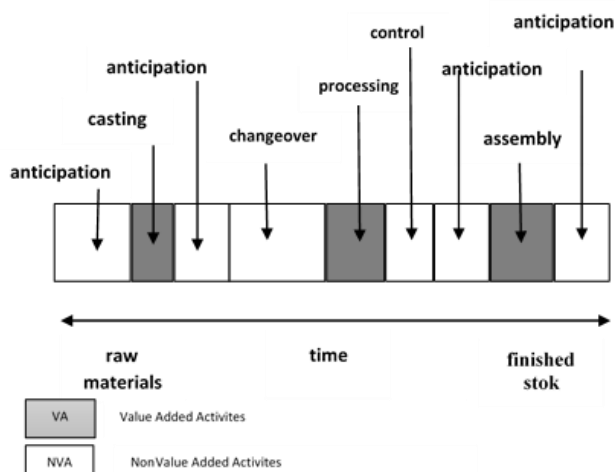 anticipation
control
anticipation
anticipation
processing
casting
changeover
assembly
anticipation
raw
materials
time
finished
stok
VA
Value Added Activites
NVA
NonValue Added Activites